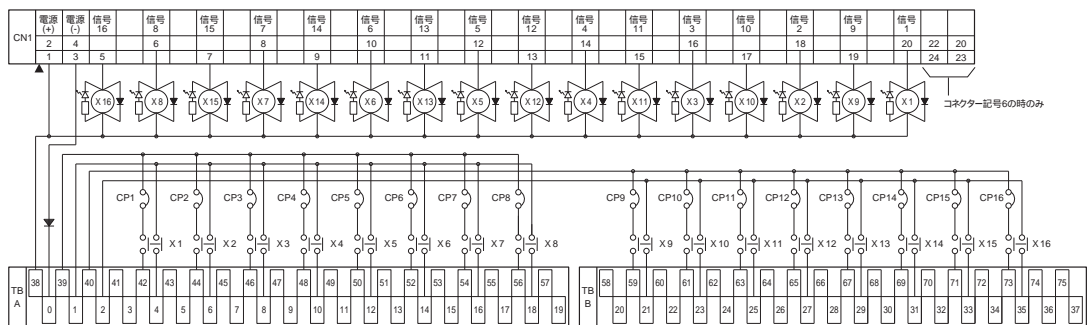 電源(+) 電源(-) 信号16 信号8 信号15 信号7 信号14 信号6 信号13 信号5 信号12 信号4 信号11 信号3 信号10 信号2 信号9 信号1
CN1
2 4 6 8 10 12 14 16 18 20 22 20
1 3 5 7 9 11 13 15 17 19 24 23
X16 X8 X15 X7 X14 X6 X13 X5 X12 X4 X11 X3 X10 X2 X9 X1
コネクター記号6の時のみ
CP1 CP2 CP3 CP4 CP5 CP6 CP7 CP8 CP9 CP10 CP11 CP12 CP13 CP14 CP15 CP16
X1 X2 X3 X4 X5 X6 X7 X8 X9 X10 X11 X12 X13 X14 X15 X16
TB A
38 39 40 41 42 43 44 45 46 47 48 49 50 51 52 53 54 55 56 57
0 1 2 3 4 5 6 7 8 9 10 11 12 13 14 15 16 17 18 19
TB B
58 59 60 61 62 63 64 65 66 67 68 69 70 71 72 73 74 75
20 21 22 23 24 25 26 27 28 29 30 31 32 33 34 35 36 37